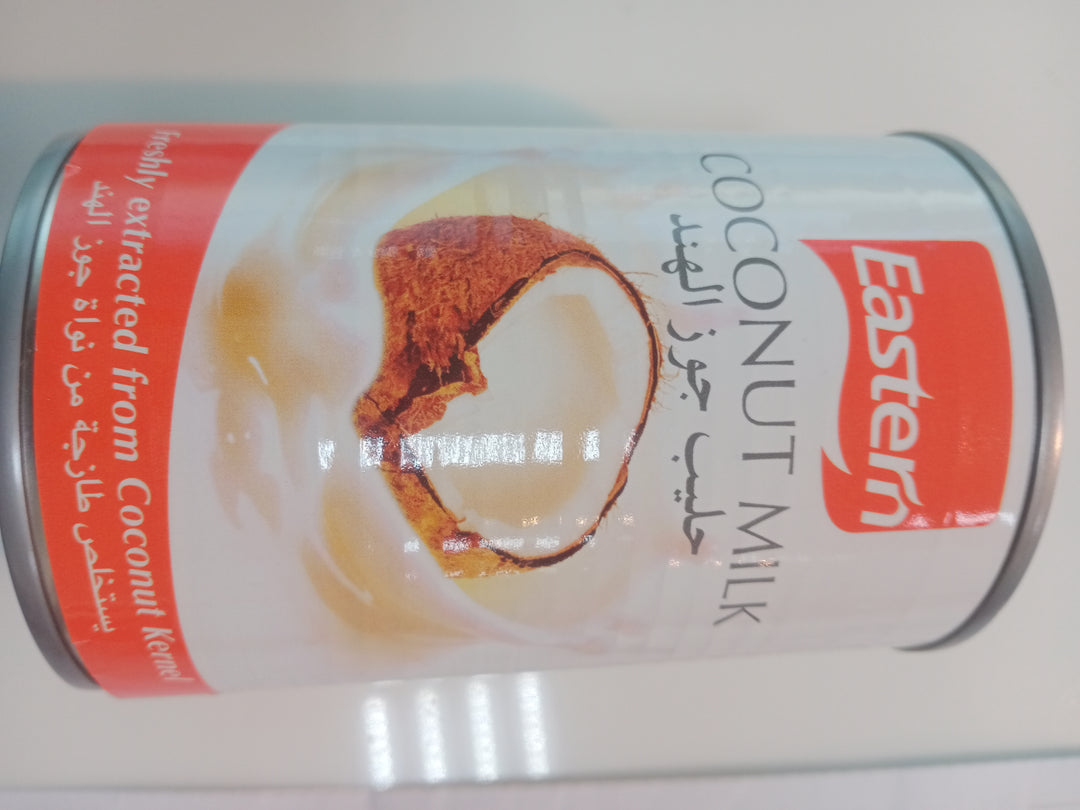 Eastern
COCONUT MILK
حليب جوز الهند
freshly extracted from Coconut Kernel
يستخلص طازجة من نواة جوز الهند